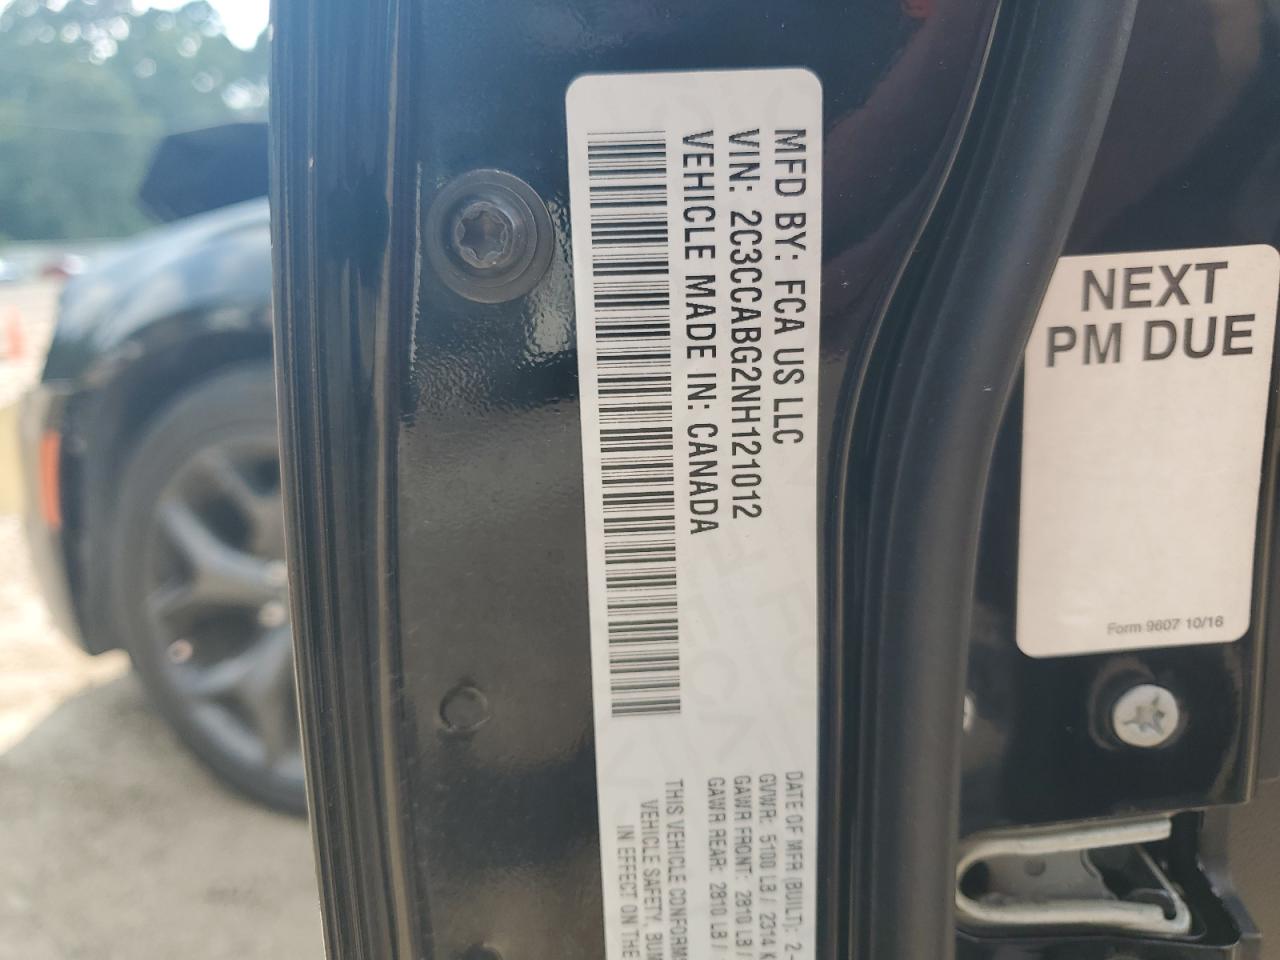 MFD BY: FCA US LLC
VIN: 2C3CCABG2NH121012
VEHICLE MADE IN: CANADA
DATE OF MFR (BUILT): 2-
GVWR: 5100 LB / 2314 K
GAWR FRONT: 2810 LB /
GAWR REAR: 2810 LB /
THIS VEHICLE CONFORMS
VEHICLE SAFETY, BUM
IN EFFECT ON THE
NEXT
PM DUE
Form 9607 10/16